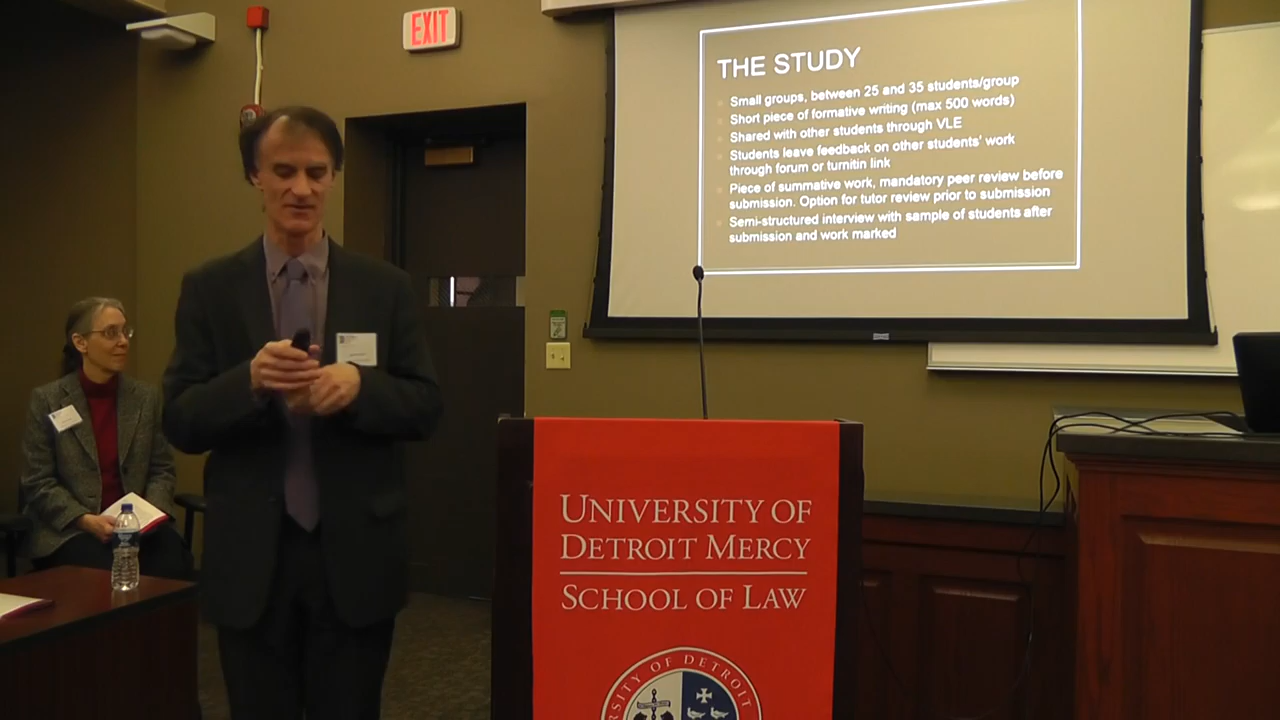 EXIT
THE STUDY
Small groups, between 25 and 35 students/group
Short piece of formative writing (max 500 words)
Shared with other students through VLE
Students leave feedback on other students' work
through forum or turnitin link
Piece of summative work, mandatory peer review before
submission. Option for tutor review prior to submission
Semi-structured interview with sample of students after
submission and work marked
UNIVERSITY OF
DETROIT MERCY
SCHOOL OF LAW
SITY OF DETROIT